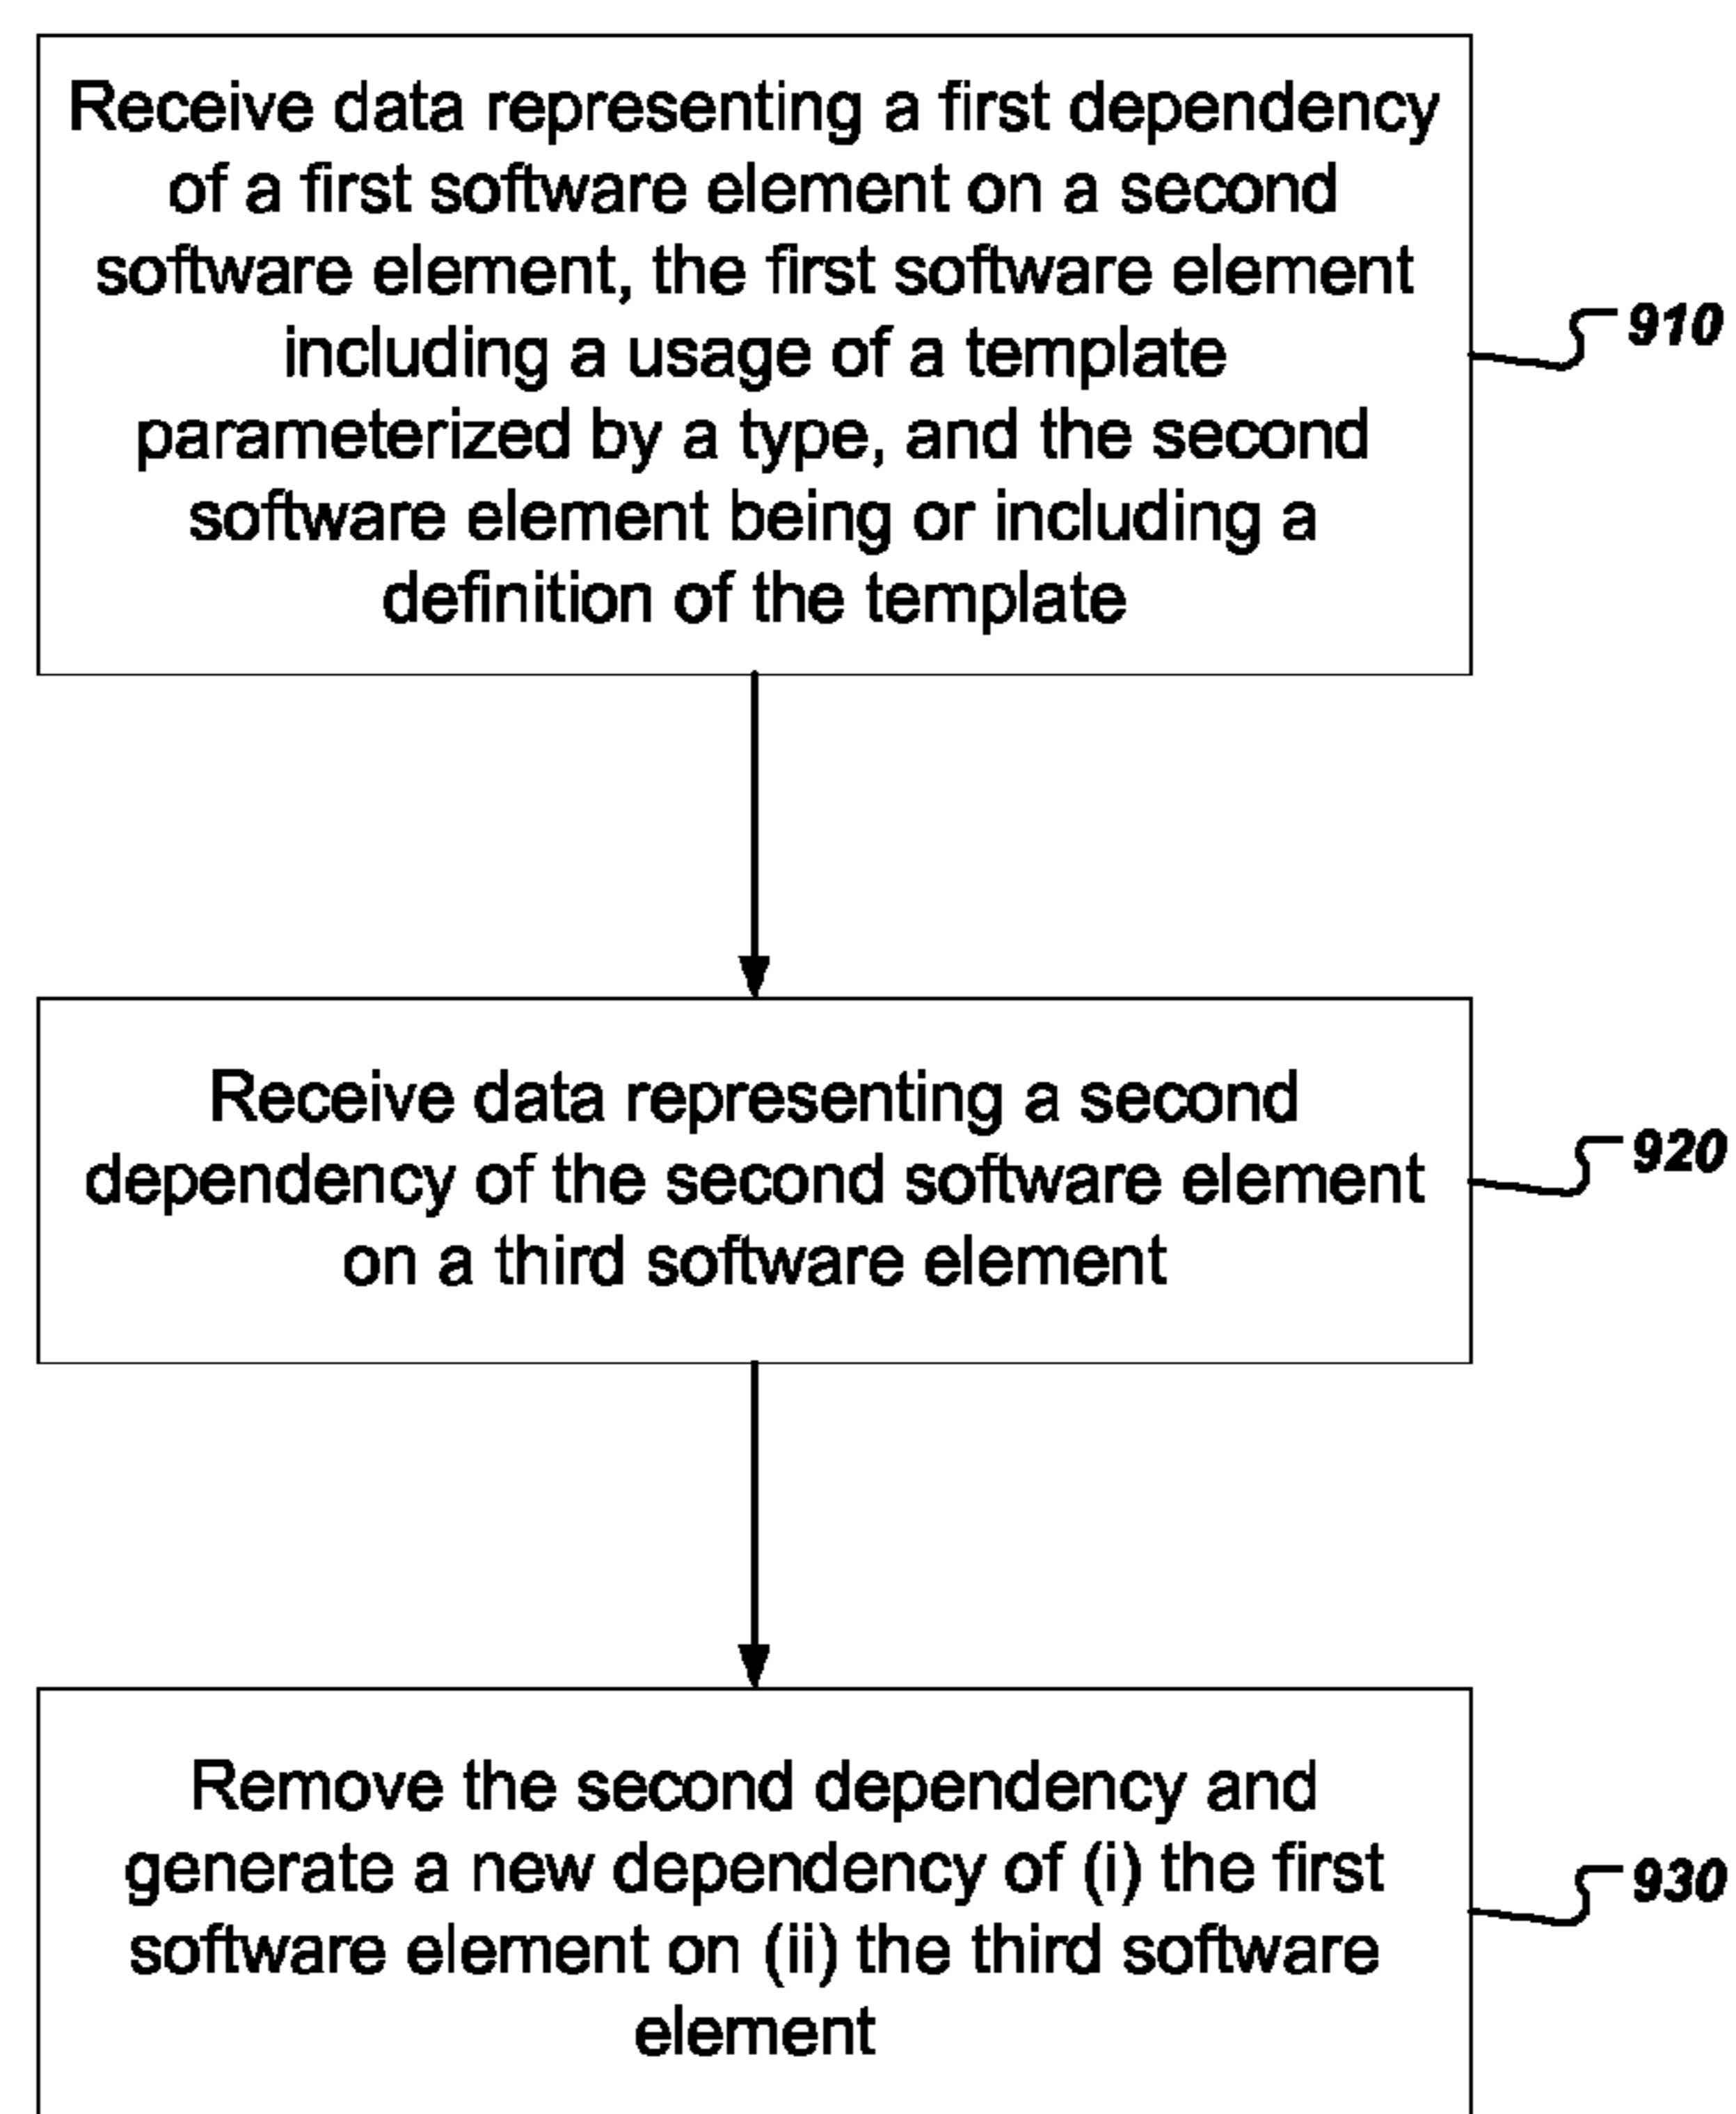 Receive data representing a first dependency
of a first software element on a second
software element, the first software element
including a usage of a template
parameterized by a type, and the second
software element being or including a
definition of the template
910
Receive data representing a second
dependency of the second software element
on a third software element
920
Remove the second dependency and
generate a new dependency of (i) the first
software element on (ii) the third software
element
930